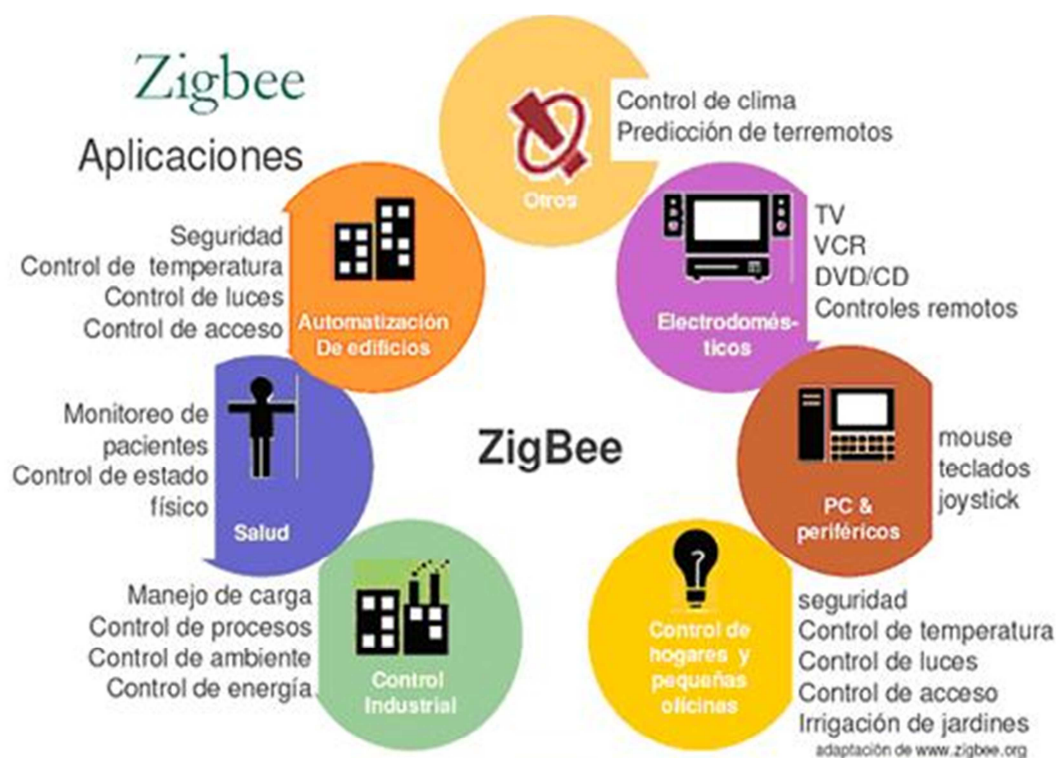 Zigbee
Aplicaciones
Control de clima
Predicción de terremotos
Otros
Seguridad
Control de temperatura
Control de luces
Control de acceso
Automatización
De edificios
TV
VCR
DVD/CD
Controles remotos
Electrodomés-
ticos
Monitoreo de
pacientes
Control de estado
físico
Salud
ZigBee
mouse
teclados
joystick
PC &
periféricos
Manejo de carga
Control de procesos
Control de ambiente
Control de energía
Control
Industrial
Control de
hogares y
pequeñas
oficinas
seguridad
Control de temperatura
Control de luces
Control de acceso
Irrigación de jardines
adaptación de www.zigbee.org